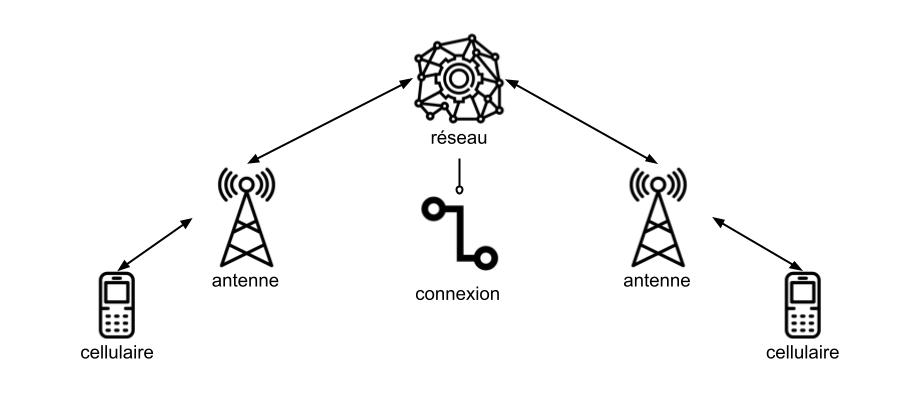 réseau
antenne
connexion
antenne
cellulaire
cellulaire